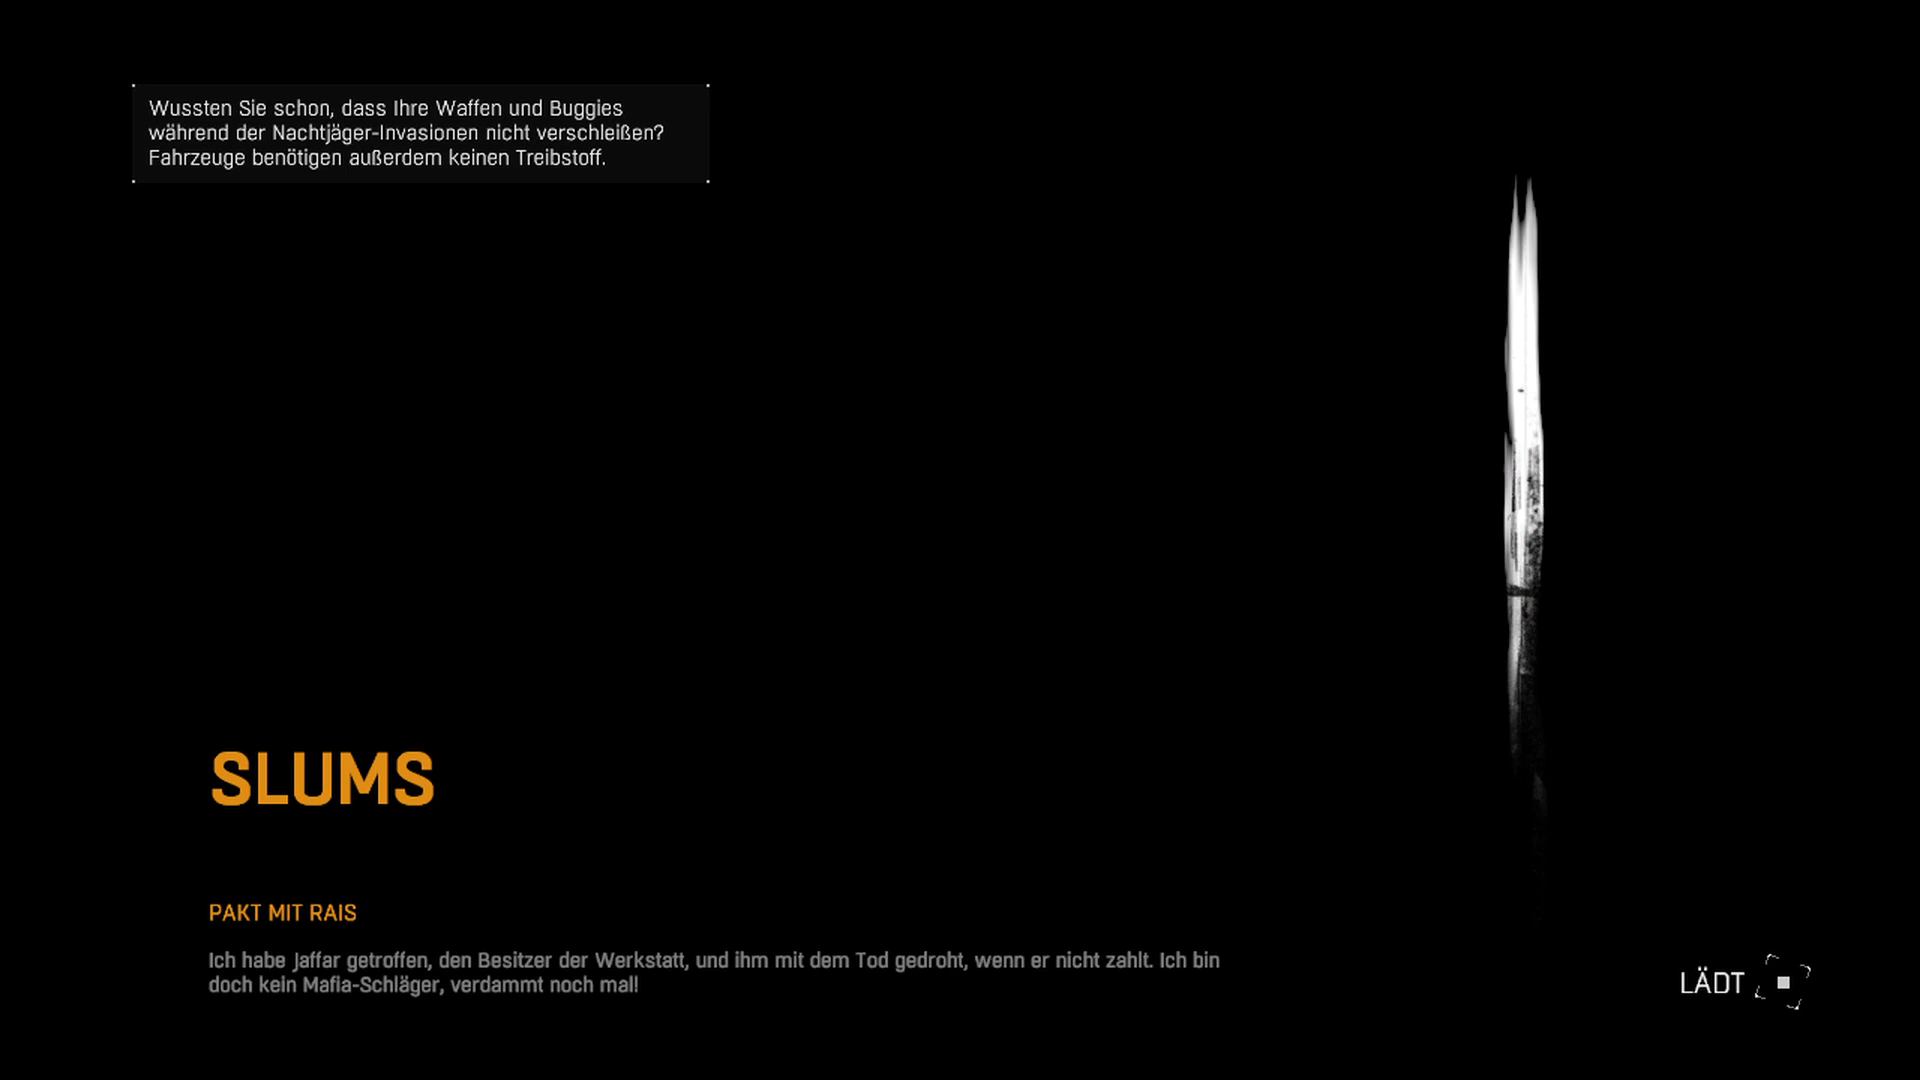 Wussten Sie schon, dass Ihre Waffen und Buggies
während der Nachtjäger-Invasionen nicht verschleißen?
Fahrzeuge benötigen außerdem keinen Treibstoff.
SLUMS
PAKT MIT RAIS
Ich habe Jaffar getroffen, den Besitzer der Werkstatt, und ihm mit dem Tod gedroht, wenn er nicht zahlt. Ich bin
doch kein Mafia-Schläger, verdammt noch mal!
LÄDT